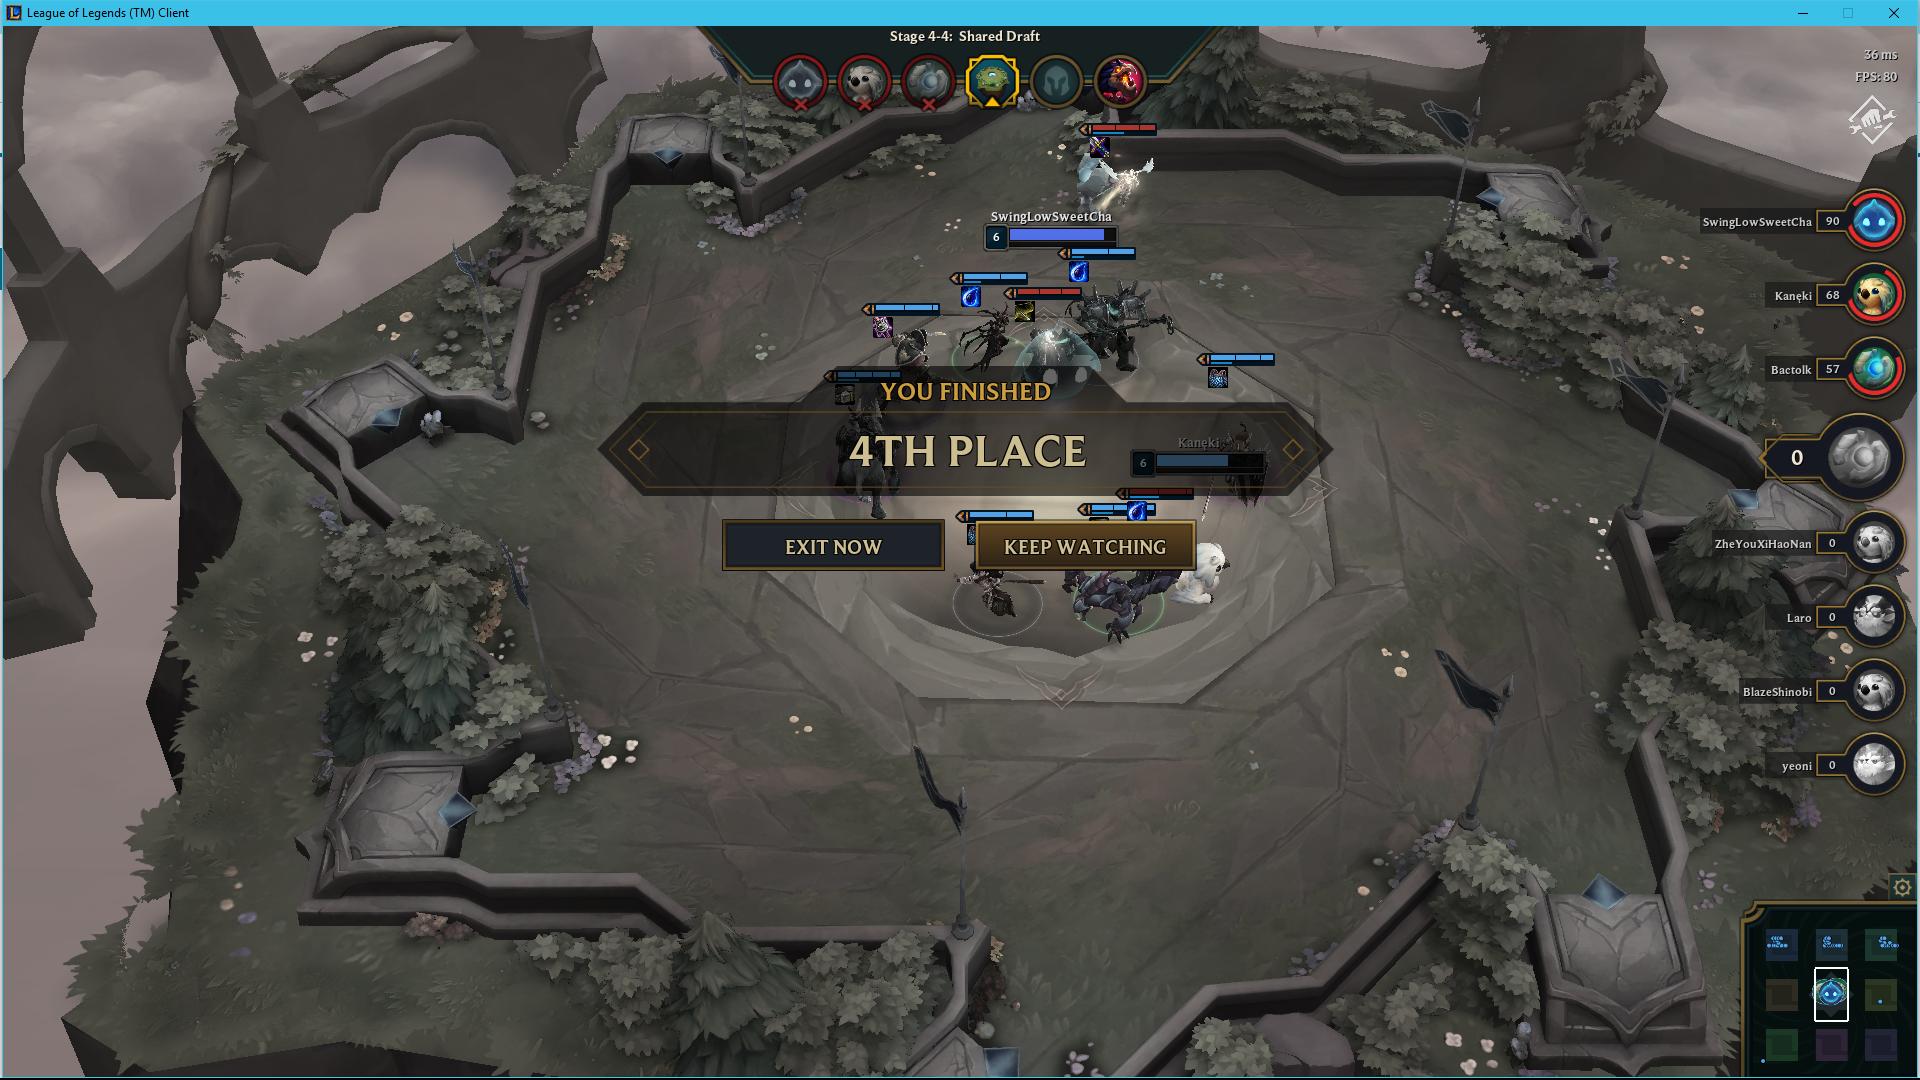 League of Legends (TM) Client
Stage 4-4: Shared Draft
36 ms
FPS: 80
SwingLowSweetCha
6
SwingLowSweetCha 90
Kanęki 68
Bactolk 57
YOU FINISHED
4TH PLACE
Kanęki
6
0
EXIT NOW
KEEP WATCHING
ZheYouXiHaoNan 0
Laro 0
BlazeShinobi 0
yeoni 0